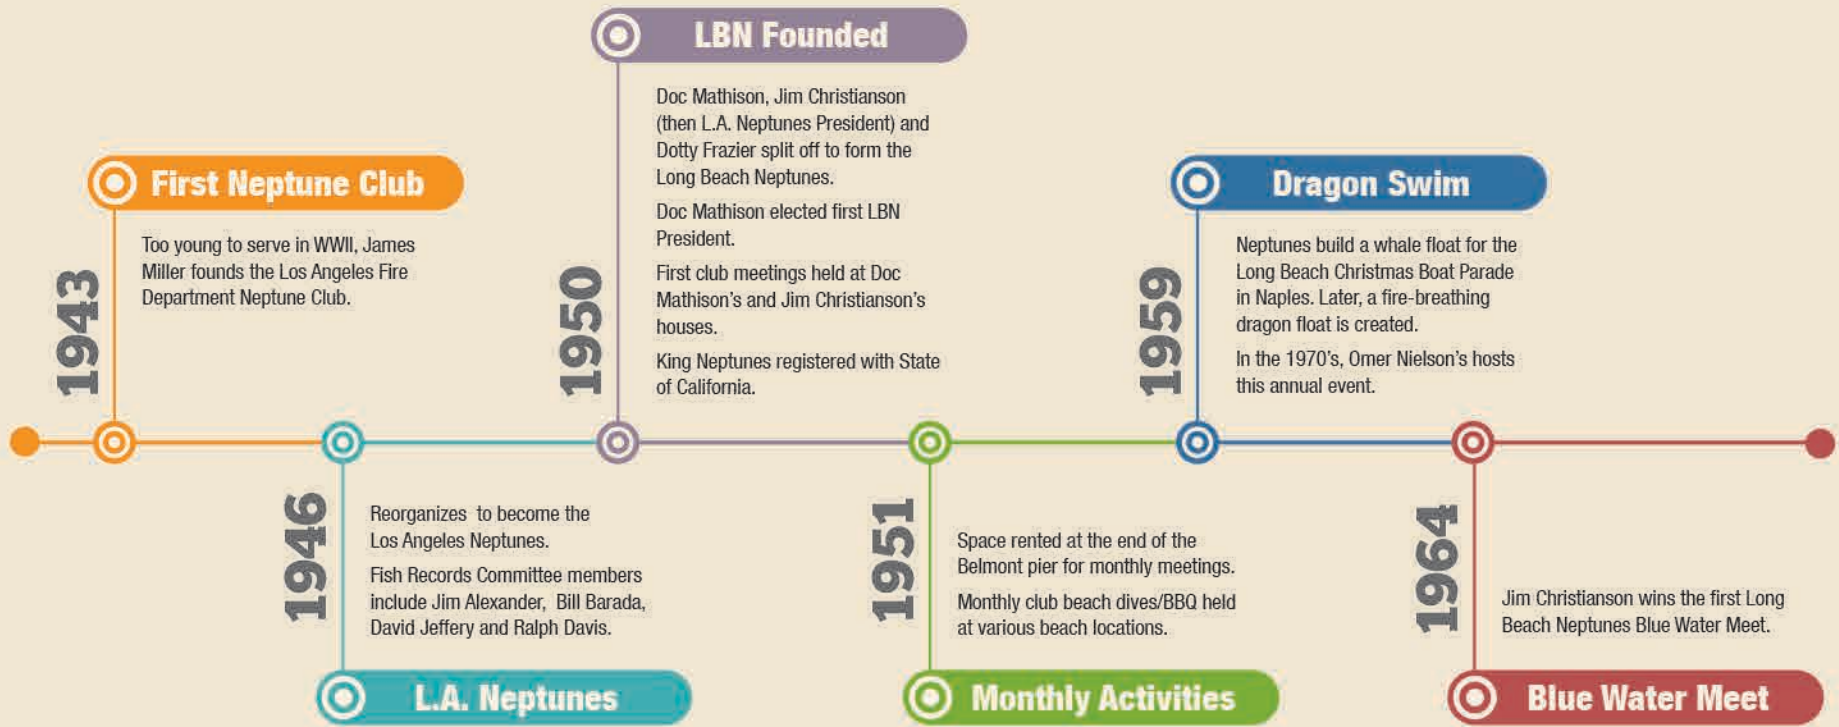 First Neptune Club
1943
Too young to serve in WWII, James
Miller founds the Los Angeles Fire
Department Neptune Club.
1946
Reorganizes to become the
Los Angeles Neptunes.
Fish Records Committee members
include Jim Alexander, Bill Barada,
David Jeffery and Ralph Davis.
L.A. Neptunes
LBN Founded
1950
Doc Mathison, Jim Christianson
(then L.A. Neptunes President) and
Dotty Frazier split off to form the
Long Beach Neptunes.
Doc Mathison elected first LBN
President.
First club meetings held at Doc
Mathison's and Jim Christianson's
houses.
King Neptunes registered with State
of California.
1951
Space rented at the end of the
Belmont pier for monthly meetings.
Monthly club beach dives/BBQ held
at various beach locations.
Monthly Activities
Dragon Swim
1959
Neptunes build a whale float for the
Long Beach Christmas Boat Parade
in Naples. Later, a fire-breathing
dragon float is created.
In the 1970's, Omer Nielson's hosts
this annual event.
1964
Jim Christianson wins the first Long
Beach Neptunes Blue Water Meet.
Blue Water Meet